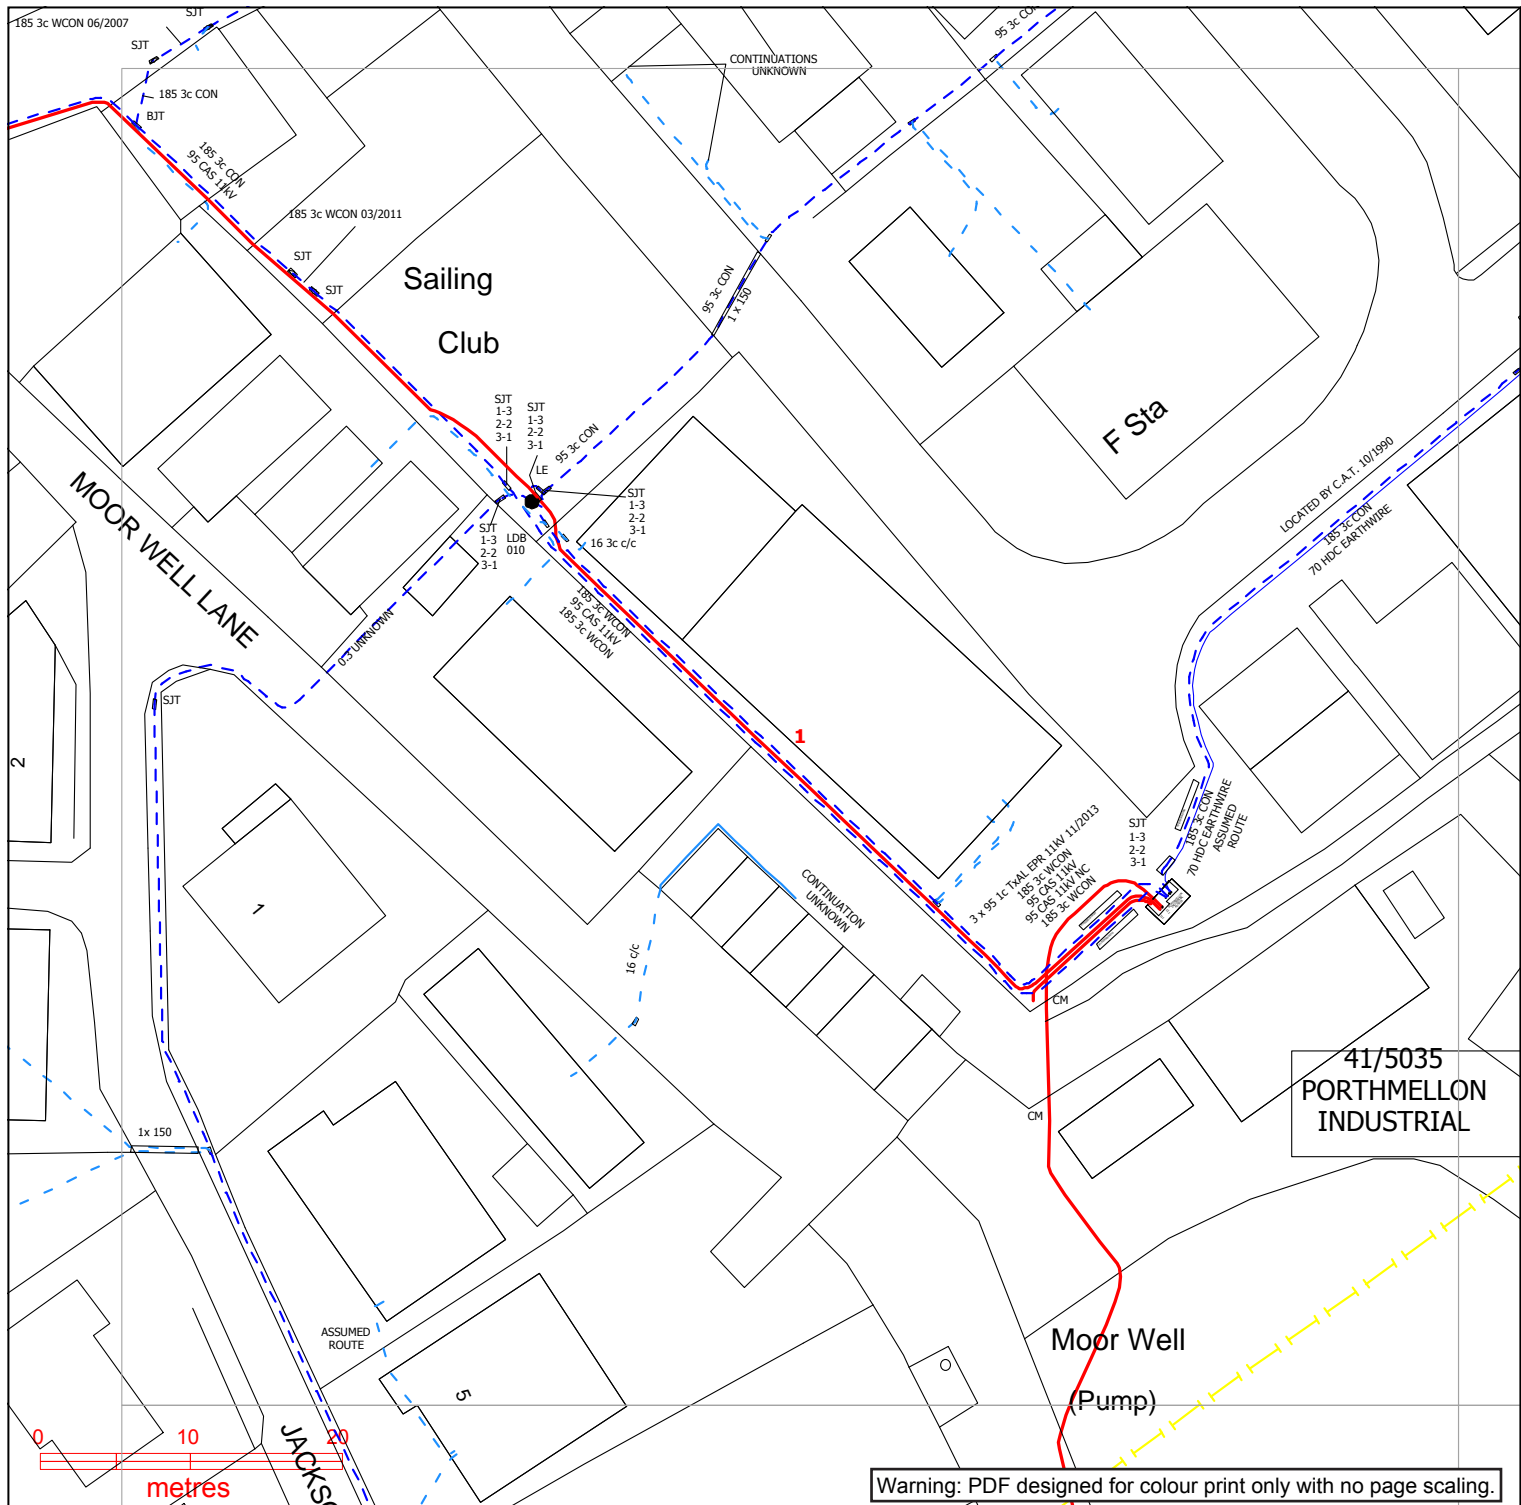 185 3c WCON 06/2007
SJT
SJT
185 3c CON
BJT
185 3c CON
95 CAS 11kV
185 3c WCON 03/2011
SJT
SJT
CONTINUATIONS
UNKNOWN
95 3c CON
Sailing
Club
95 3c CON
1 x 150
F Sta
SJT
1-3
2-2
3-1
SJT
1-3
2-2
3-1
LE
95 3c CON
SJT
1-3
2-2
3-1
SJT
1-3
2-2
3-1
LDB
010
16 3c c/c
LOCATED BY C.A.T. 10/1990
185 3c CON
70 HDC EARTHWIRE
MOOR WELL LANE
0.3 UNKNOWN
185 3c WCON
95 CAS 11kV
185 3c WCON
SJT
2
1
1
3 x 95 1c TxAL EPR 11kV 11/2013
185 3c WCON
95 CAS 11kV
95 CAS 11kV NC
185 3c WCON
SJT
1-3
2-2
3-1
185 3c CON
70 HDC EARTHWIRE
ASSUMED
ROUTE
CONTINUATION
UNKNOWN
16 c/c
CM
CM
41/5035
PORTHMELLON
INDUSTRIAL
1x 150
ASSUMED
ROUTE
5
Moor Well
(Pump)
JACKSO
0 10 20
metres
Warning: PDF designed for colour print only with no page scaling.